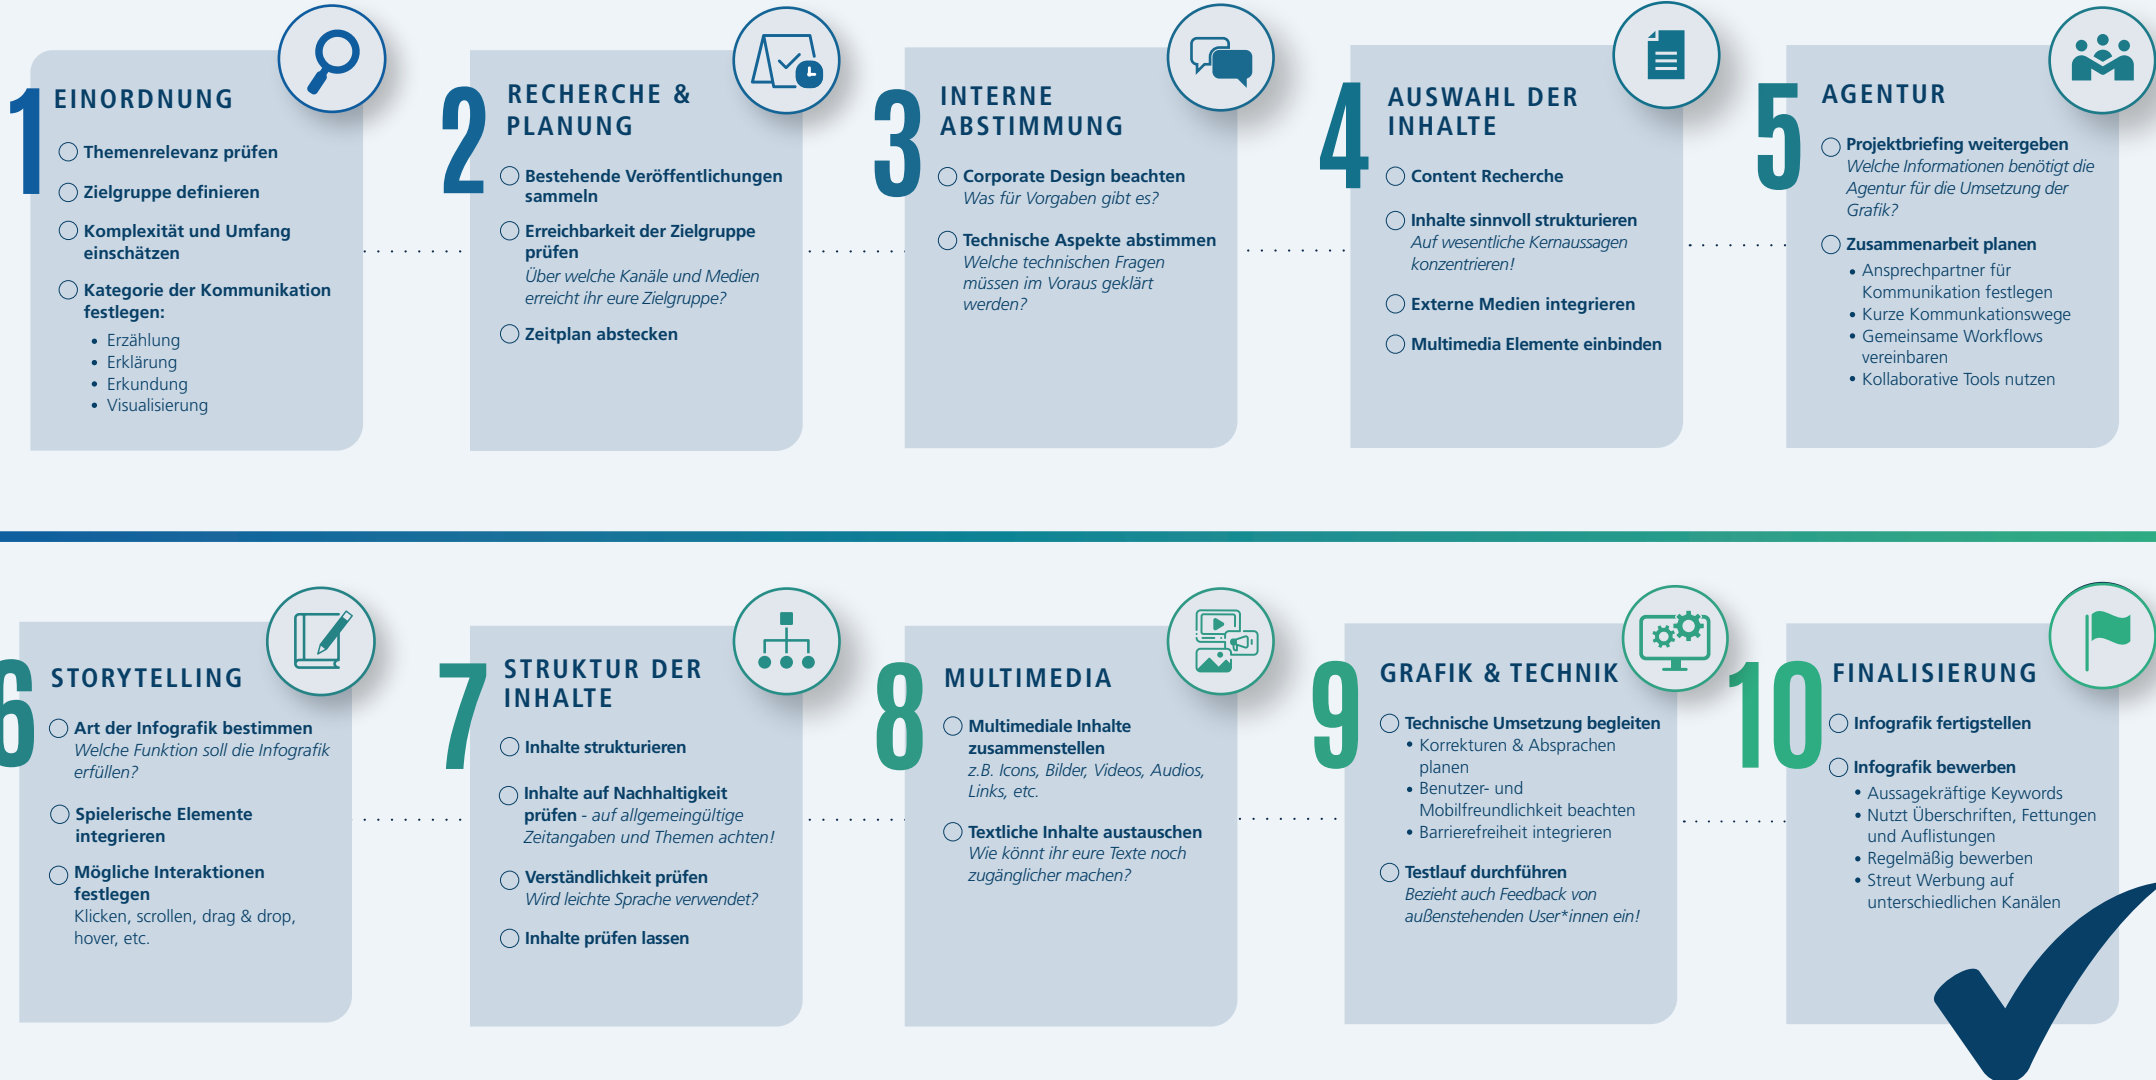 1
EINORDNUNG
Themenrelevanz prüfen
Zielgruppe definieren
Komplexität und Umfang
einschätzen
Kategorie der Kommunikation
festlegen:
• Erzählung
• Erklärung
• Erkundung
• Visualisierung
2
RECHERCHE &
PLANUNG
Bestehende Veröffentlichungen
sammeln
Erreichbarkeit der Zielgruppe
prüfen
Über welche Kanäle und Medien
erreicht ihr eure Zielgruppe?
Zeitplan abstecken
3
INTERNE
ABSTIMMUNG
Corporate Design beachten
Was für Vorgaben gibt es?
Technische Aspekte abstimmen
Welche technischen Fragen
müssen im Voraus geklärt
werden?
4
AUSWAHL DER
INHALTE
Content Recherche
Inhalte sinnvoll strukturieren
Auf wesentliche Kernaussagen
konzentrieren!
Externe Medien integrieren
Multimedia Elemente einbinden
5
AGENTUR
Projektbriefing weitergeben
Welche Informationen benötigt die
Agentur für die Umsetzung der
Grafik?
Zusammenarbeit planen
• Ansprechpartner für
Kommunikation festlegen
• Kurze Kommunkationswege
• Gemeinsame Workflows
vereinbaren
• Kollaborative Tools nutzen
6
STORYTELLING
Art der Infografik bestimmen
Welche Funktion soll die Infografik
erfüllen?
Spielerische Elemente
integrieren
Mögliche Interaktionen
festlegen
Klicken, scrollen, drag & drop,
hover, etc.
7
STRUKTUR DER
INHALTE
Inhalte strukturieren
Inhalte auf Nachhaltigkeit
prüfen - auf allgemeingültige
Zeitangaben und Themen achten!
Verständlichkeit prüfen
Wird leichte Sprache verwendet?
Inhalte prüfen lassen
8
MULTIMEDIA
Multimediale Inhalte
zusammenstellen
z.B. Icons, Bilder, Videos, Audios,
Links, etc.
Textliche Inhalte austauschen
Wie könnt ihr eure Texte noch
zugänglicher machen?
9
GRAFIK & TECHNIK
Technische Umsetzung begleiten
• Korrekturen & Absprachen
planen
• Benutzer- und
Mobilfreundlichkeit beachten
• Barrierefreiheit integrieren
Testlauf durchführen
Bezieht auch Feedback von
außenstehenden User*innen ein!
10
FINALISIERUNG
Infografik fertigstellen
Infografik bewerben
• Aussagekräftige Keywords
• Nutzt Überschriften, Fettungen
und Auflistungen
• Regelmäßig bewerben
• Streut Werbung auf
unterschiedlichen Kanälen